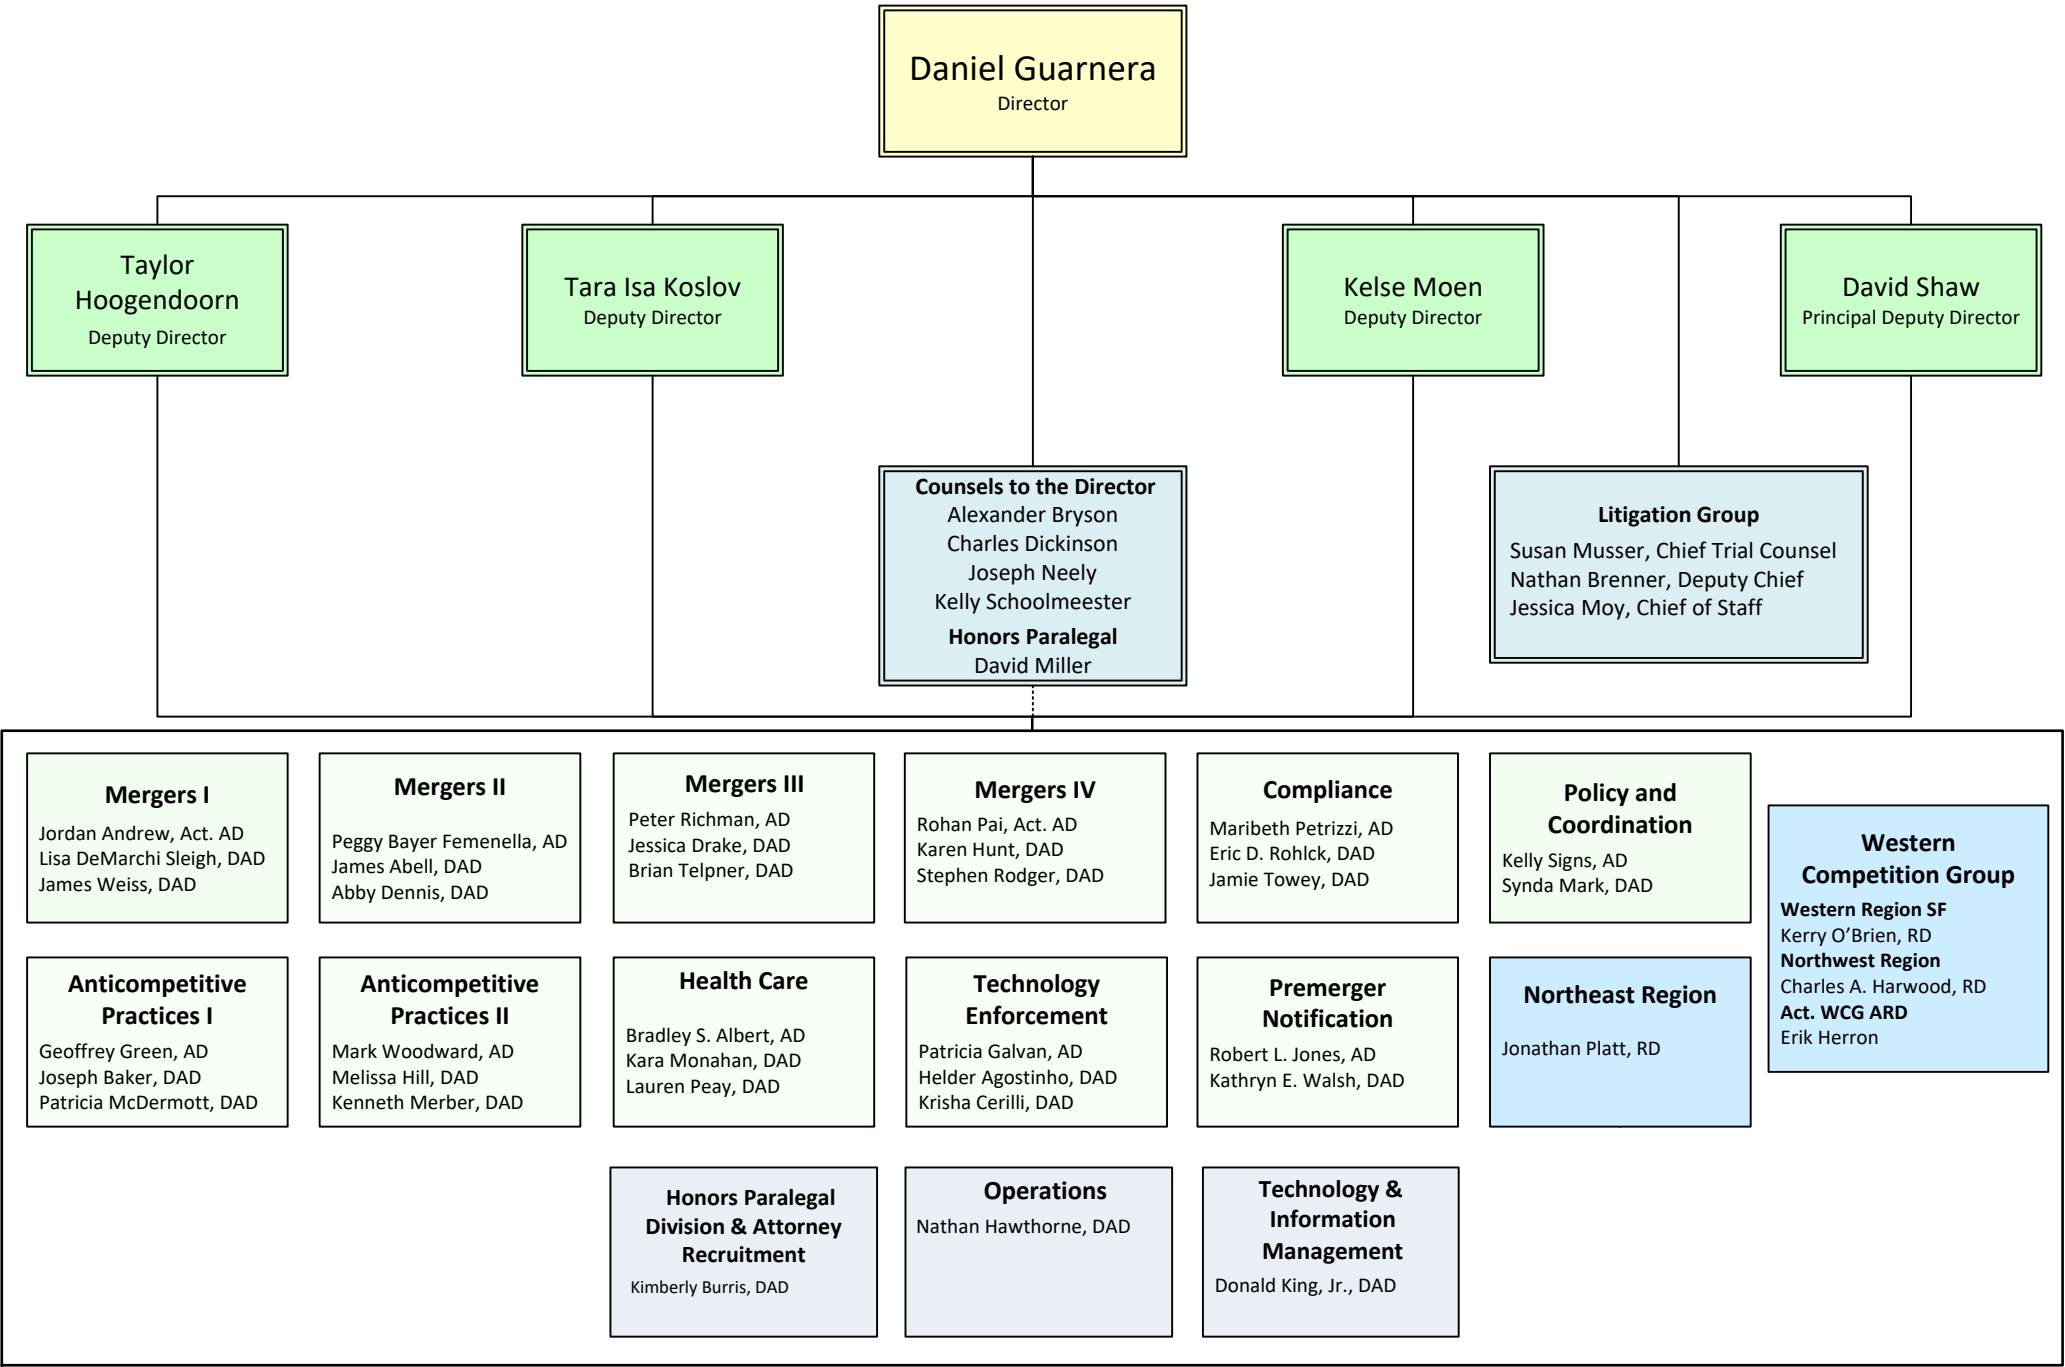 Daniel Guarnera
Director
Taylor
Hoogendoorn
Deputy Director
Tara Isa Koslov
Deputy Director
Kelse Moen
Deputy Director
David Shaw
Principal Deputy Director
Counsels to the Director
Alexander Bryson
Charles Dickinson
Joseph Neely
Kelly Schoolmeester
Honors Paralegal
David Miller
Litigation Group
Susan Musser, Chief Trial Counsel
Nathan Brenner, Deputy Chief
Jessica Moy, Chief of Staff
Mergers I
Jordan Andrew, Act. AD
Lisa DeMarchi Sleigh, DAD
James Weiss, DAD
Mergers II
Peggy Bayer Femenella, AD
James Abell, DAD
Abby Dennis, DAD
Mergers III
Peter Richman, AD
Jessica Drake, DAD
Brian Telpner, DAD
Mergers IV
Rohan Pai, Act. AD
Karen Hunt, DAD
Stephen Rodger, DAD
Compliance
Maribeth Petrizzi, AD
Eric D. Rohlck, DAD
Jamie Towey, DAD
Policy and
Coordination
Kelly Signs, AD
Synda Mark, DAD
Western
Competition Group
Western Region SF
Kerry O’Brien, RD
Northwest Region
Charles A. Harwood, RD
Act. WCG ARD
Erik Herron
Anticompetitive
Practices I
Geoffrey Green, AD
Joseph Baker, DAD
Patricia McDermott, DAD
Anticompetitive
Practices II
Mark Woodward, AD
Melissa Hill, DAD
Kenneth Merber, DAD
Health Care
Bradley S. Albert, AD
Kara Monahan, DAD
Lauren Peay, DAD
Technology
Enforcement
Patricia Galvan, AD
Helder Agostinho, DAD
Krisha Cerilli, DAD
Premerger
Notification
Robert L. Jones, AD
Kathryn E. Walsh, DAD
Northeast Region
Jonathan Platt, RD
Honors Paralegal
Division & Attorney
Recruitment
Kimberly Burris, DAD
Operations
Nathan Hawthorne, DAD
Technology &
Information
Management
Donald King, Jr., DAD